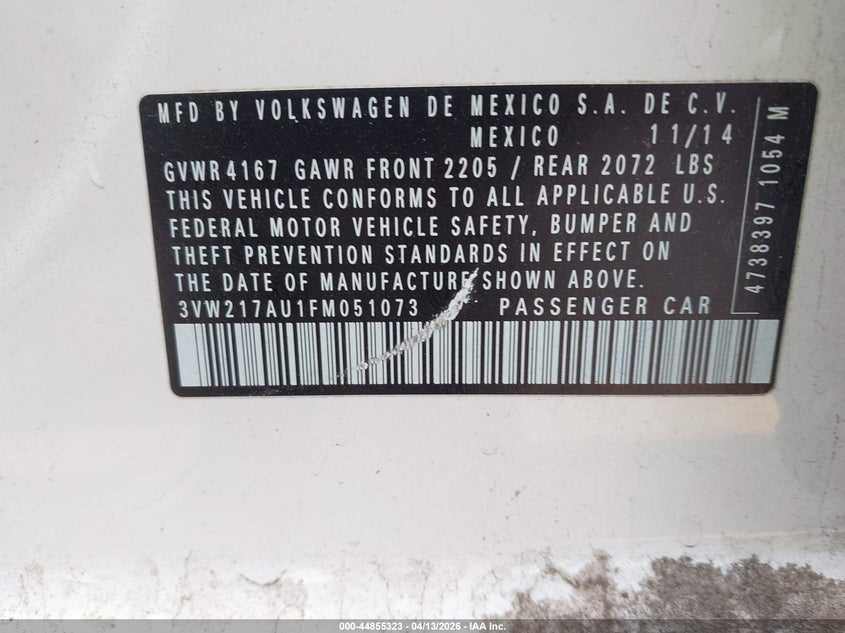 MFD BY VOLKSWAGEN DE MEXICO S.A. DE C.V.
MEXICO 11/14
GVWR 4167 GAWR FRONT 2205 / REAR 2072 LBS
THIS VEHICLE CONFORMS TO ALL APPLICABLE U.S.
FEDERAL MOTOR VEHICLE SAFETY, BUMPER AND
THEFT PREVENTION STANDARDS IN EFFECT ON
THE DATE OF MANUFACTURE SHOWN ABOVE.
3VW217AU1FM051073 PASSENGER CAR
4738397 1054 M
000-44855323 - 04/13/2026 - IAA Inc.